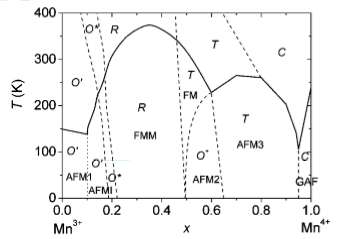 400
300
200
100
0
T (K)
O*
R
T
C
O'
T
FM
R
FMM
T
AFM3
O'
AFM1
O'
AFMI
O*
O*
AFM2
C
GAF
0.0 0.2 0.4 0.6 0.8 1.0
Mn3+ x Mn4+